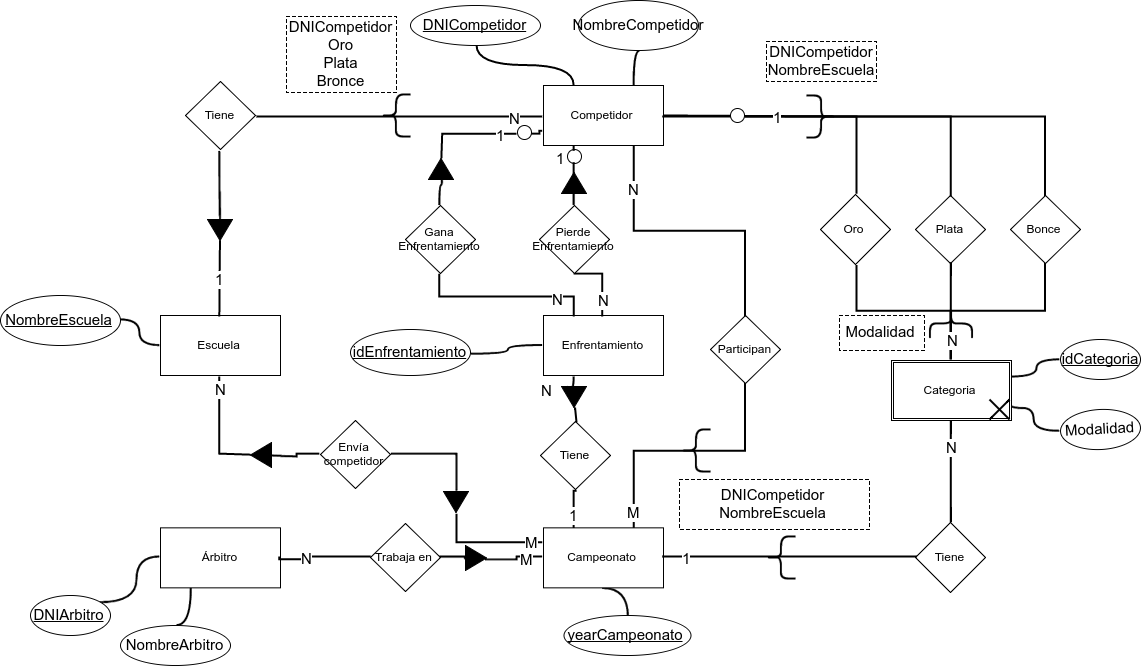 DNICompetidor
Oro
Plata
Bronce
DNICompetidor
NombreCompetidor
DNICompetidor
NombreEscuela
Tiene
N
1
Competidor
1
1
N
Gana
Enfrentamiento
Pierde
Enfrentamiento
Oro
Plata
Bonce
1
N
N
NombreEscuela
Escuela
idEnfrentamiento
Enfrentamiento
Participan
Modalidad
N
idCategoria
Categoria
Modalidad
N
N
N
Envía
competidor
Tiene
1
M
DNICompetidor
NombreEscuela
M
M
Árbitro
N
Trabaja en
Campeonato
1
Tiene
DNIArbitro
NombreArbitro
yearCampeonato